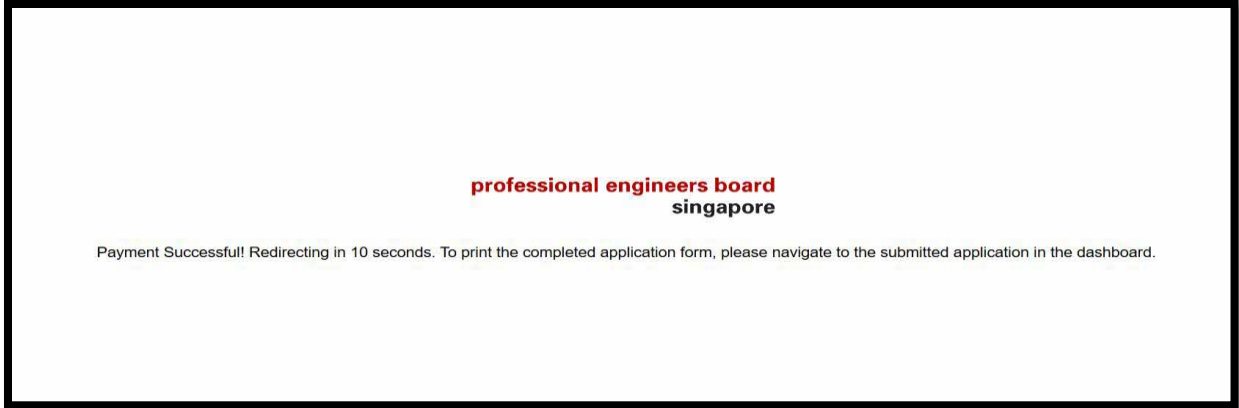 professional engineers board
singapore
Payment Successful! Redirecting in 10 seconds. To print the completed application form, please navigate to the submitted application in the dashboard.